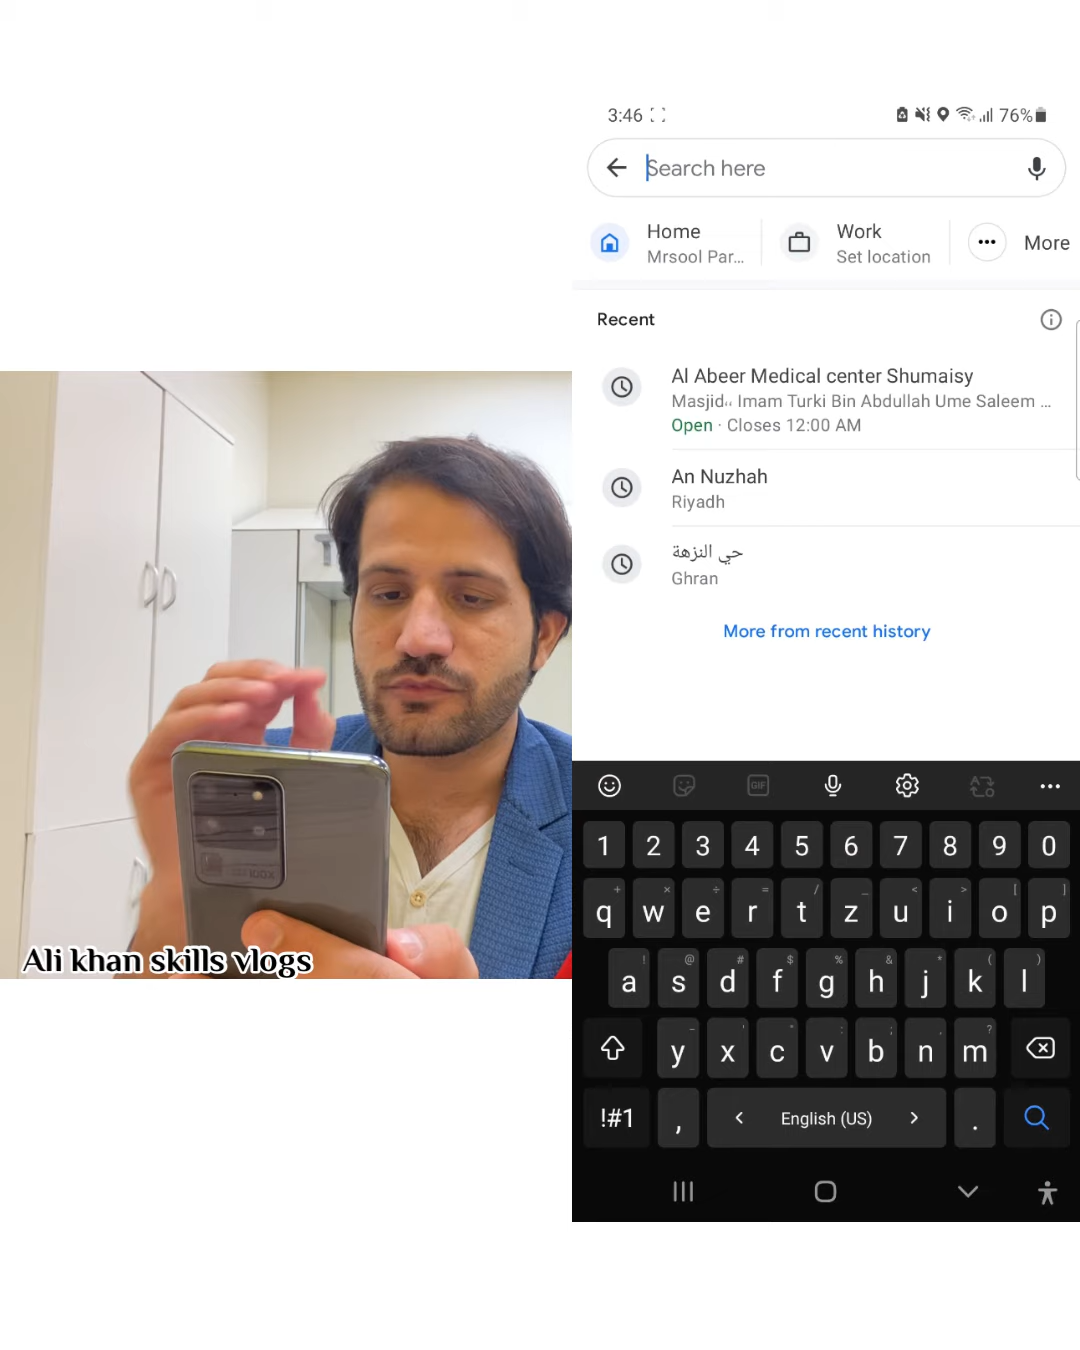 3:46
76%
Search here
Home
Mrsool Par...
Work
Set location
More
Recent
Al Abeer Medical center Shumaisy
Masjid،، Imam Turki Bin Abdullah Ume Saleem ...
Open · Closes 12:00 AM
An Nuzhah
Riyadh
حي النزهة
Ghran
More from recent history
100X
Ali khan skills vlogs
GIF
1 2 3 4 5 6 7 8 9 0
q w e r t z u i o p
a s d f g h j k l
y x c v b n m
!#1 , < English (US) > .